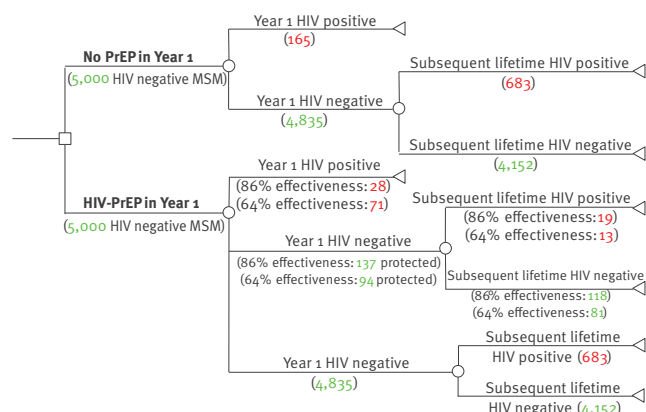 Year 1 HIV positive
(165)
No PrEP in Year 1
(5,000 HIV negative MSM)
Subsequent lifetime HIV positive
(683)
Year 1 HIV negative
(4,835)
Subsequent lifetime HIV negative
(4,152)
Year 1 HIV positive
(86% effectiveness: 28)
(64% effectiveness: 71)
HIV-PrEP in Year 1
(5,000 HIV negative MSM)
Subsequent lifetime HIV positive
(86% effectiveness: 19)
(64% effectiveness: 13)
Year 1 HIV negative
(86% effectiveness: 137 protected)
(64% effectiveness: 94 protected)
Subsequent lifetime HIV negative
(86% effectiveness: 118)
(64% effectiveness: 81)
Year 1 HIV negative
(4,835)
Subsequent lifetime
HIV positive (683)
Subsequent lifetime
HIV negative (4,152)